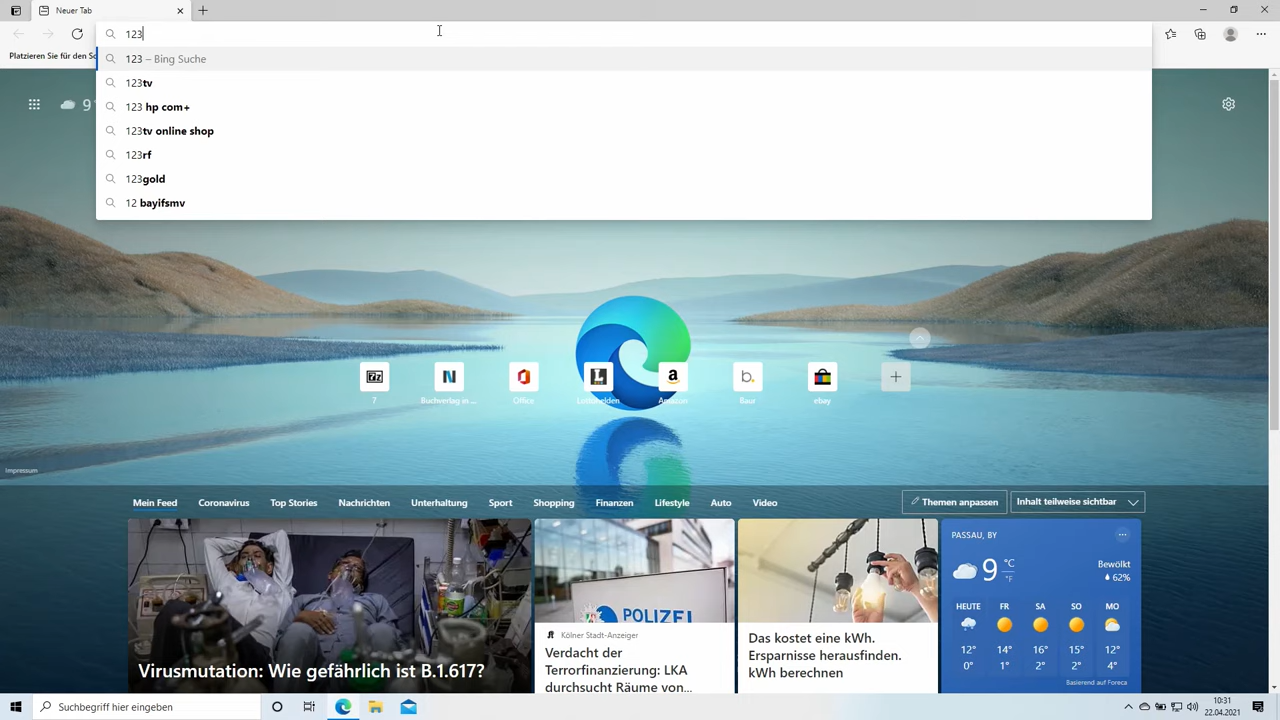 Neuer Tab
123
Platzieren Sie für den Sc
123 – Bing Suche
123tv
123 hp com+
123tv online shop
123rf
123gold
12 bayifsmv
9
7
Buchverlag in ...
Office
Lottohelden
Amazon
Baur
ebay
Impressum
Mein Feed
Coronavirus
Top Stories
Nachrichten
Unterhaltung
Sport
Shopping
Finanzen
Lifestyle
Auto
Video
Themen anpassen
Inhalt teilweise sichtbar
Virusmutation: Wie gefährlich ist B.1.617?
POLIZEI
Kölner Stadt-Anzeiger
Verdacht der
Terrorfinanzierung: LKA
durchsucht Räume von...
Das kostet eine kWh.
Ersparnisse herausfinden.
kWh berechnen
PASSAU, BY
9 °C
°F
Bewölkt
62%
HEUTE FR SA SO MO
12° 14° 16° 15° 12°
0° 1° 2° 2° 4°
Basierend auf Foreca
Suchbegriff hier eingeben
10:31
22.04.2021